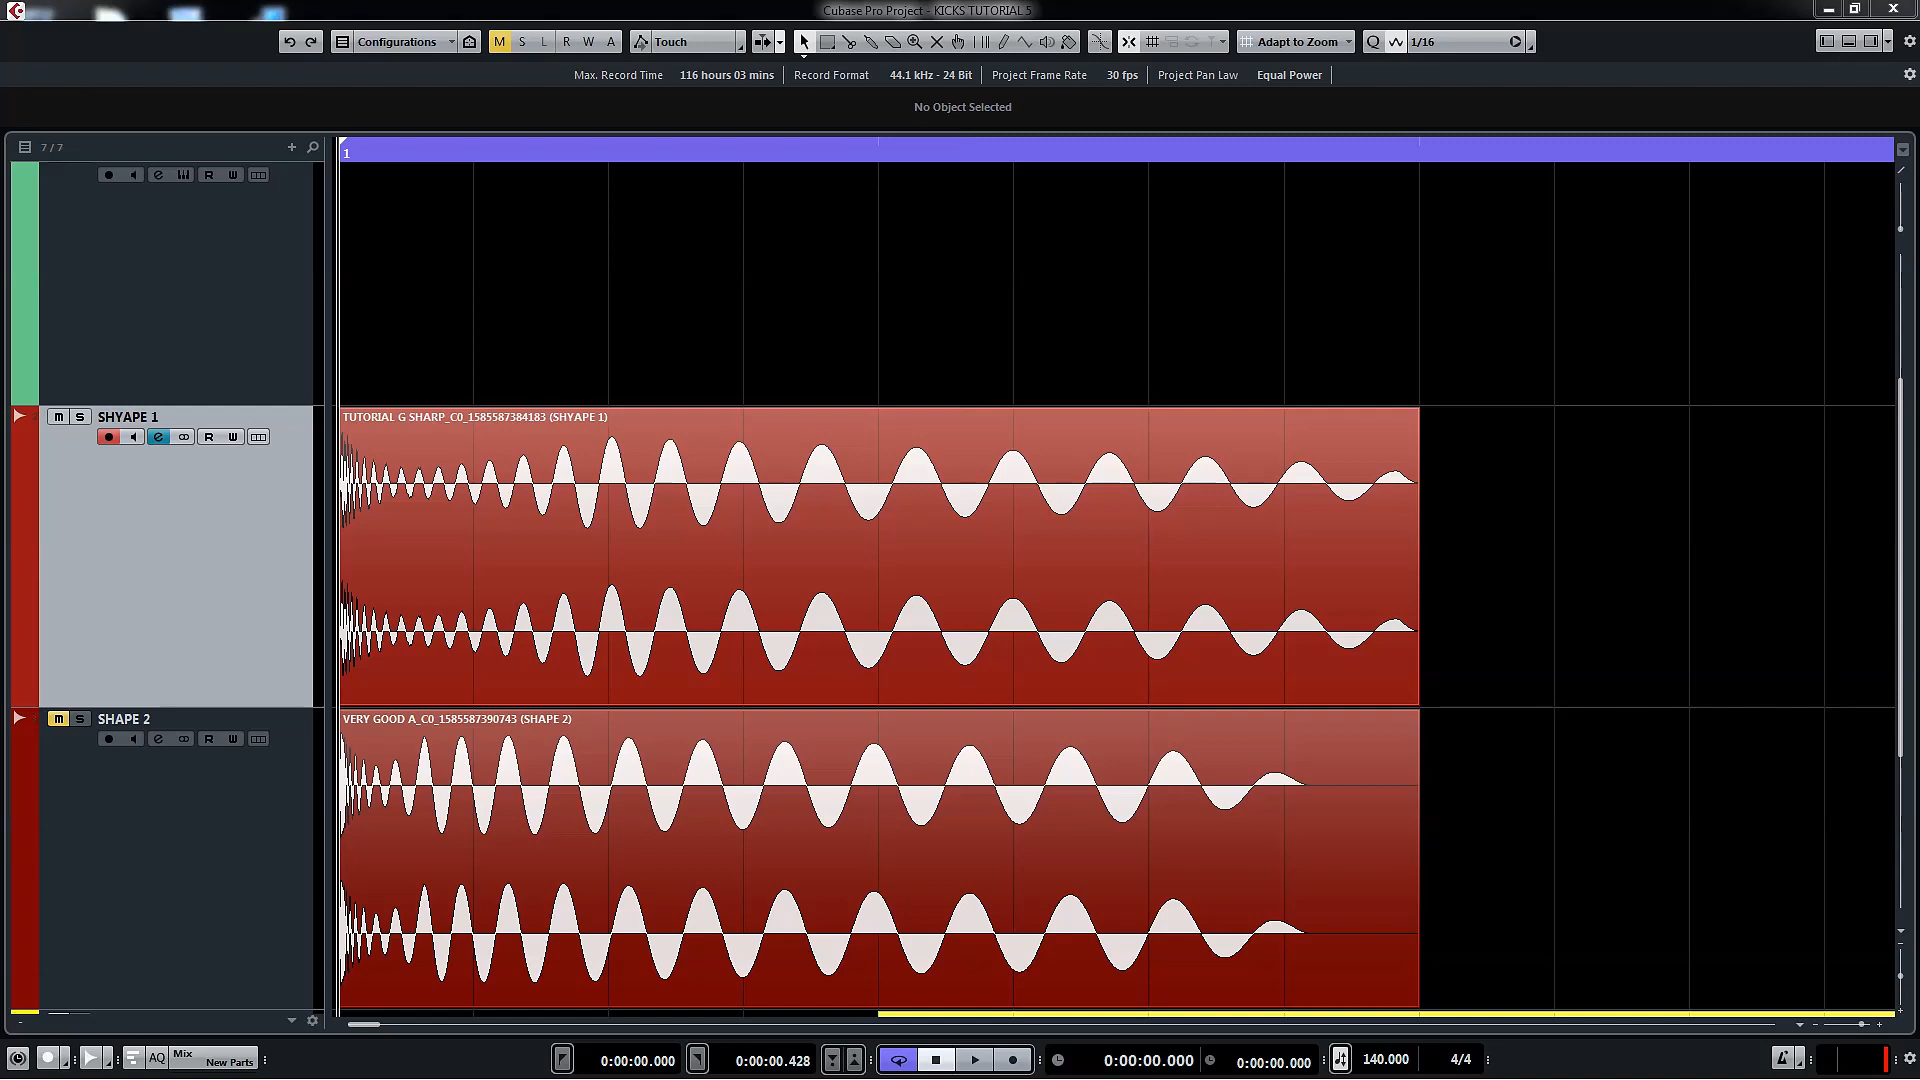 Cubase Pro Project - KICKS TUTORIAL 5
Configurations M S L R W A Touch Adapt to Zoom Q 1/16
Max. Record Time 116 hours 03 mins Record Format 44.1 kHz - 24 Bit Project Frame Rate 30 fps Project Pan Law Equal Power
No Object Selected
7 / 7
1
e R W
m S SHYAPE 1
e R W
TUTORIAL G SHARP_C0_1585587384183 (SHYAPE 1)
m S SHAPE 2
e R W
VERY GOOD A_C0_1585587390743 (SHAPE 2)
AQ Mix
New Parts
0:00:00.000 0:00:00.428 0:00:00.000 0:00:00.000 140.000 4/4